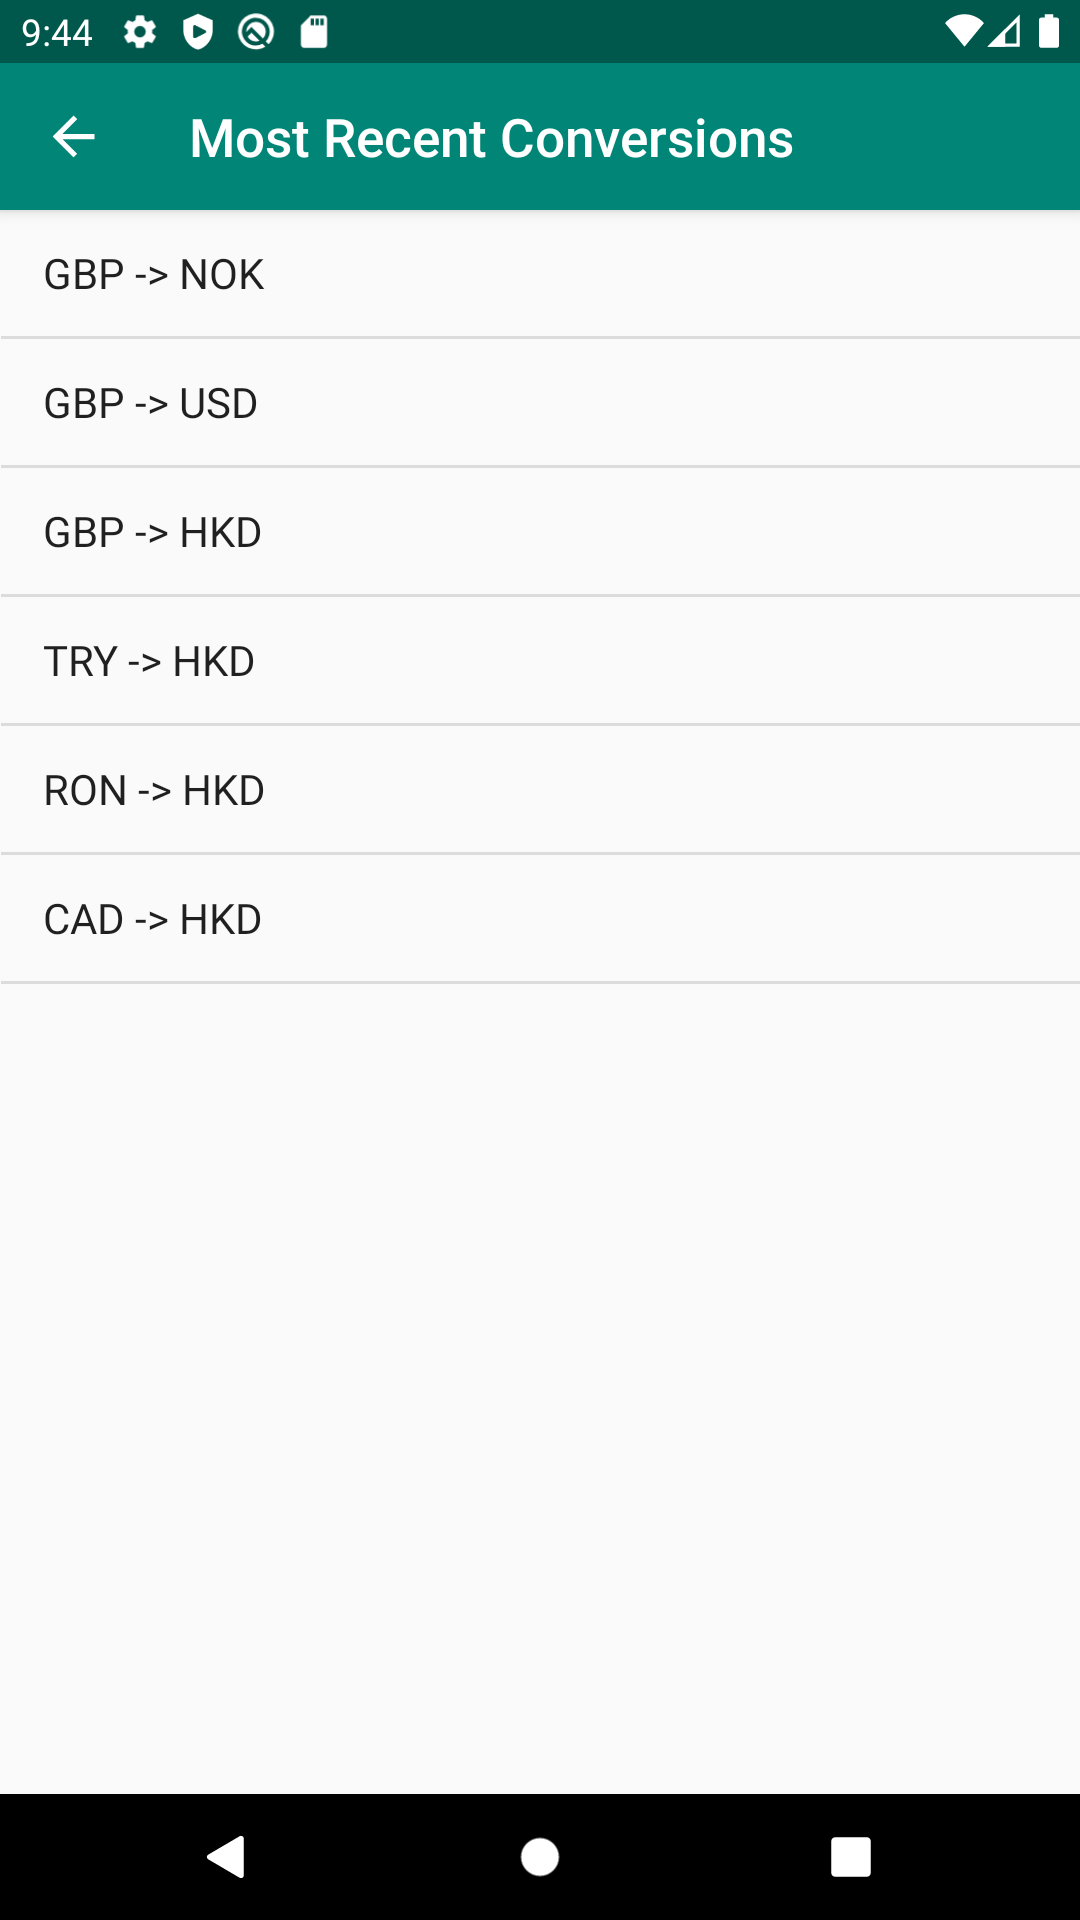 9:44
Most Recent Conversions
GBP -> NOK
GBP -> USD
GBP -> HKD
TRY -> HKD
RON -> HKD
CAD -> HKD